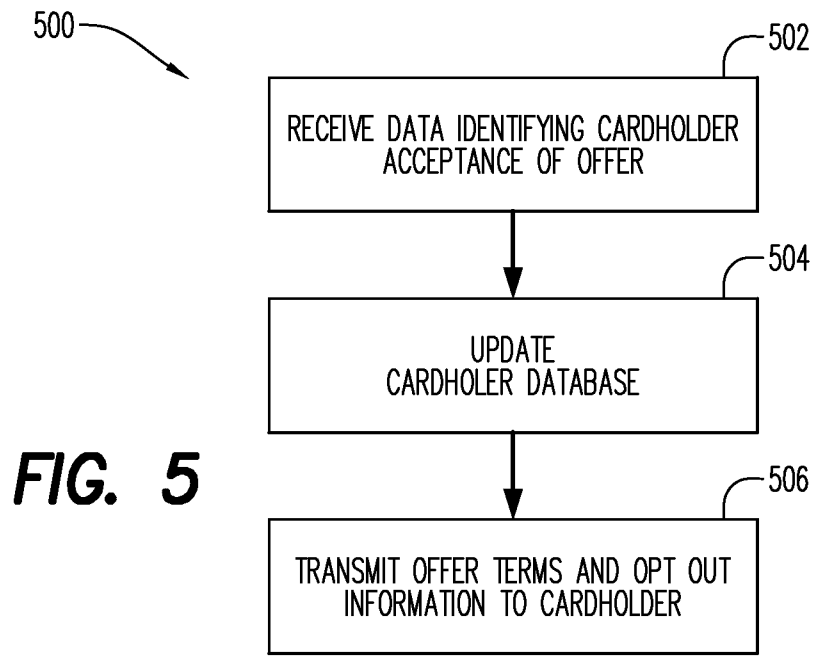 500
502
RECEIVE DATA IDENTIFYING CARDHOLDER
ACCEPTANCE OF OFFER
504
UPDATE
CARDHOLER DATABASE
506
TRANSMIT OFFER TERMS AND OPT OUT
INFORMATION TO CARDHOLDER
FIG. 5